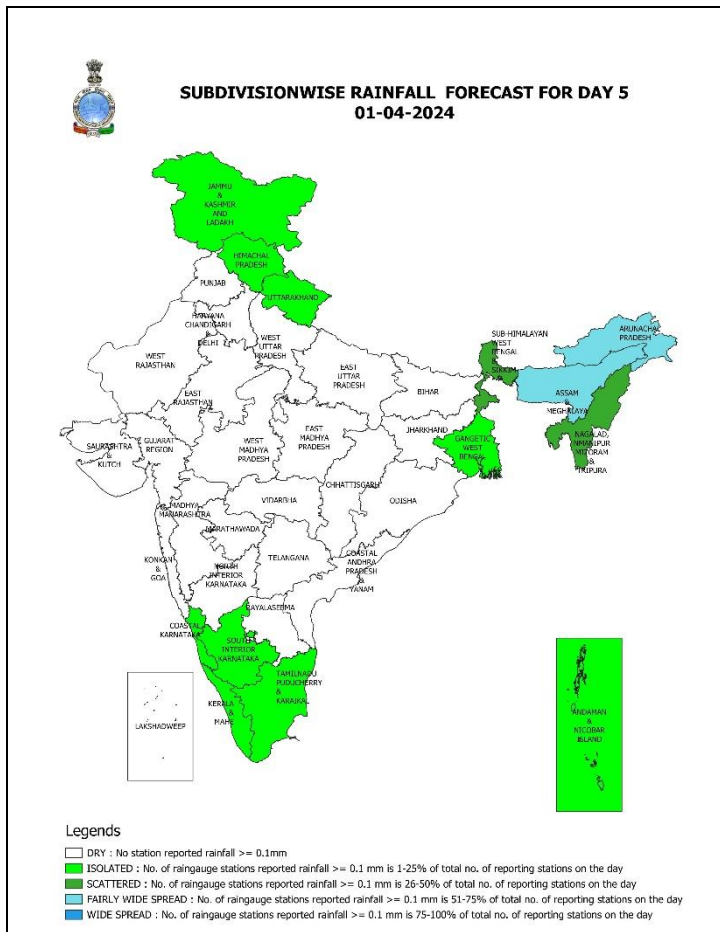 SUBDIVISIONWISE RAINFALL FORECAST FOR DAY 5
01-04-2024
JAMMU
&
KASHMIR
AND
LADAKH
HIMACHAL
PRADESH
PUNJAB
UTTARAKHAND
HARYANA
CHANDIGARH
&
DELHI
WEST
UTTAR
PRADESH
WEST
RAJASTHAN
EAST
RAJASTHAN
EAST
UTTAR
PRADESH
BIHAR
SUB-HIMALAYAN
WEST
BENGAL
&
SIKKIM
ARUNACHAL
PRADESH
ASSAM
&
MEGHALAYA
NAGALAD,
NMANIPUR
MIZORAM
&
TRIPURA
SAURASHTRA
&
KUTCH
GUJARAT
REGION
WEST
MADHYA
PRADESH
EAST
MADHYA
PRADESH
JHARKHAND
GANGETIC
WEST
BENGAL
CHHATTISGARH
ODISHA
VIDARBHA
MADHYA
MAHARASHTRA
MARATHAWADA
KONKAN
&
GOA
NORTH
INTERIOR
KARNATAKA
TELANGANA
COASTAL
ANDHRA
PRADESH
&
YANAM
RAYALASEEMA
COASTAL
KARNATAKA
SOUTH
INTERIOR
KARNATAKA
TAMILNADU
PUDUCHERRY
&
KARAIKAL
KERALA
&
MAHE
LAKSHADWEEP
ANDAMAN
&
NICOBAR
ISLAND
Legends
DRY : No station reported rainfall >= 0.1mm
ISOLATED : No. of raingauge stations reported rainfall >= 0.1 mm is 1-25% of total no. of reporting stations on the day
SCATTERED : No. of raingauge stations reported rainfall >= 0.1 mm is 26-50% of total no. of reporting stations on the day
FAIRLY WIDE SPREAD : No. of raingauge stations reported rainfall >= 0.1 mm is 51-75% of total no. of reporting stations on the day
WIDE SPREAD : No. of raingauge stations reported rainfall >= 0.1 mm is 75-100% of total no. of reporting stations on the day